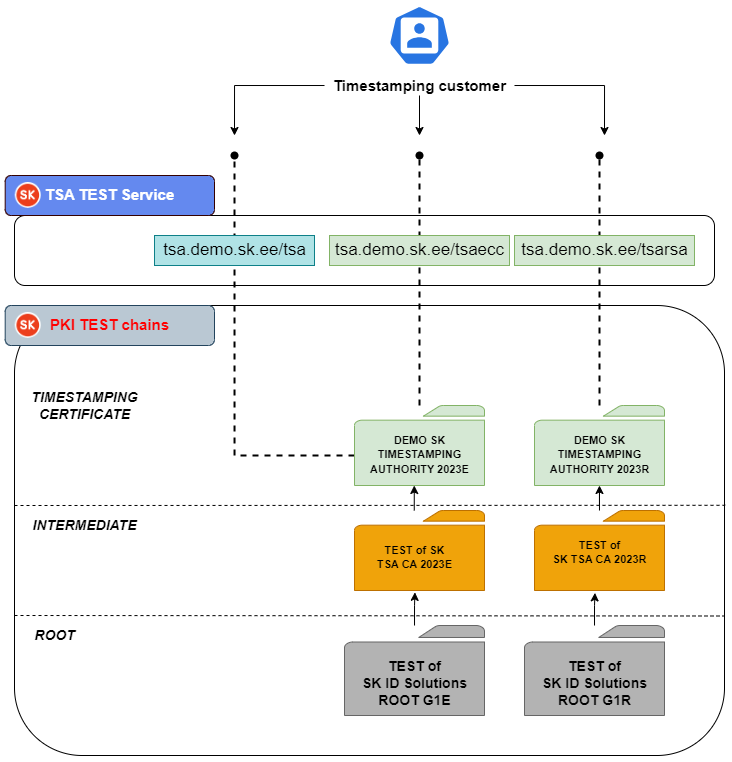 Timestamping customer
SK TSA TEST Service
tsa.demo.sk.ee/tsa
tsa.demo.sk.ee/tsaecc
tsa.demo.sk.ee/tsarsa
SK PKI TEST chains
TIMESTAMPING
CERTIFICATE
DEMO SK
TIMESTAMPING
AUTHORITY 2023E
DEMO SK
TIMESTAMPING
AUTHORITY 2023R
INTERMEDIATE
TEST of SK
TSA CA 2023E
TEST of
SK TSA CA 2023R
ROOT
TEST of
SK ID Solutions
ROOT G1E
TEST of
SK ID Solutions
ROOT G1R